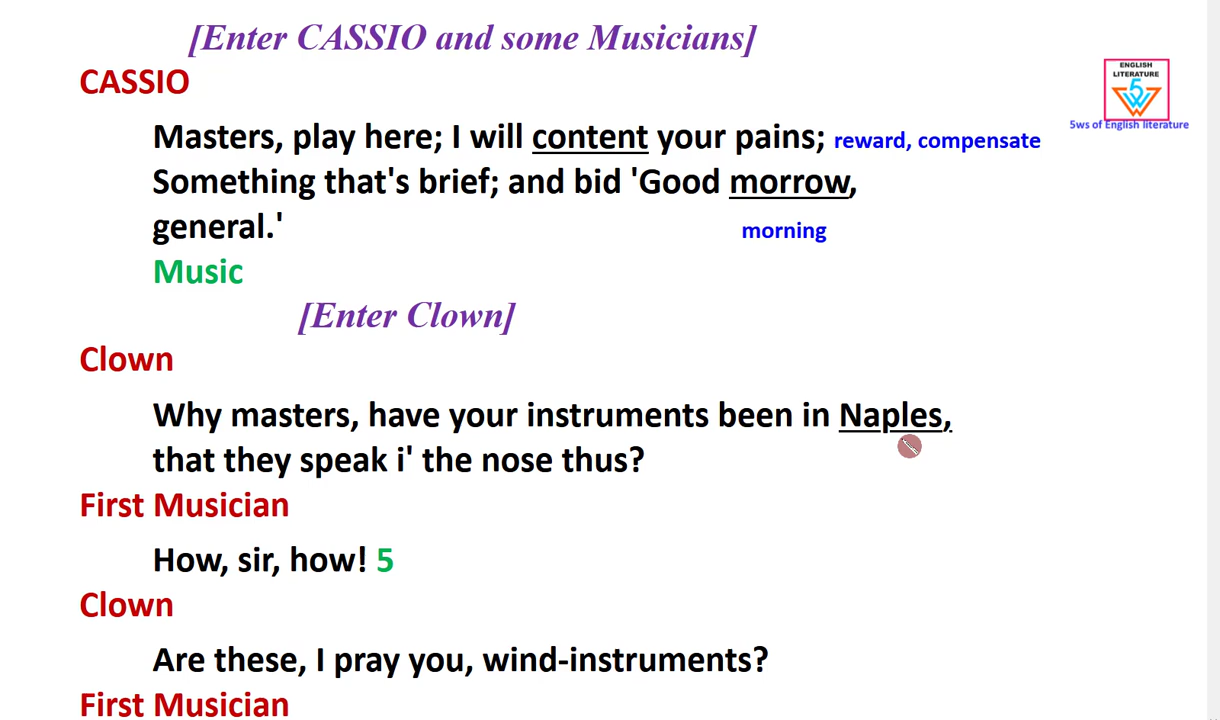 [Enter CASSIO and some Musicians]
CASSIO
ENGLISH
LITERATURE
5
W
5ws of English literature
Masters, play here; I will content your pains; reward, compensate
Something that's brief; and bid 'Good morrow,
general.' morning
Music
[Enter Clown]
Clown
Why masters, have your instruments been in Naples,
that they speak i' the nose thus?
First Musician
How, sir, how! 5
Clown
Are these, I pray you, wind-instruments?
First Musician